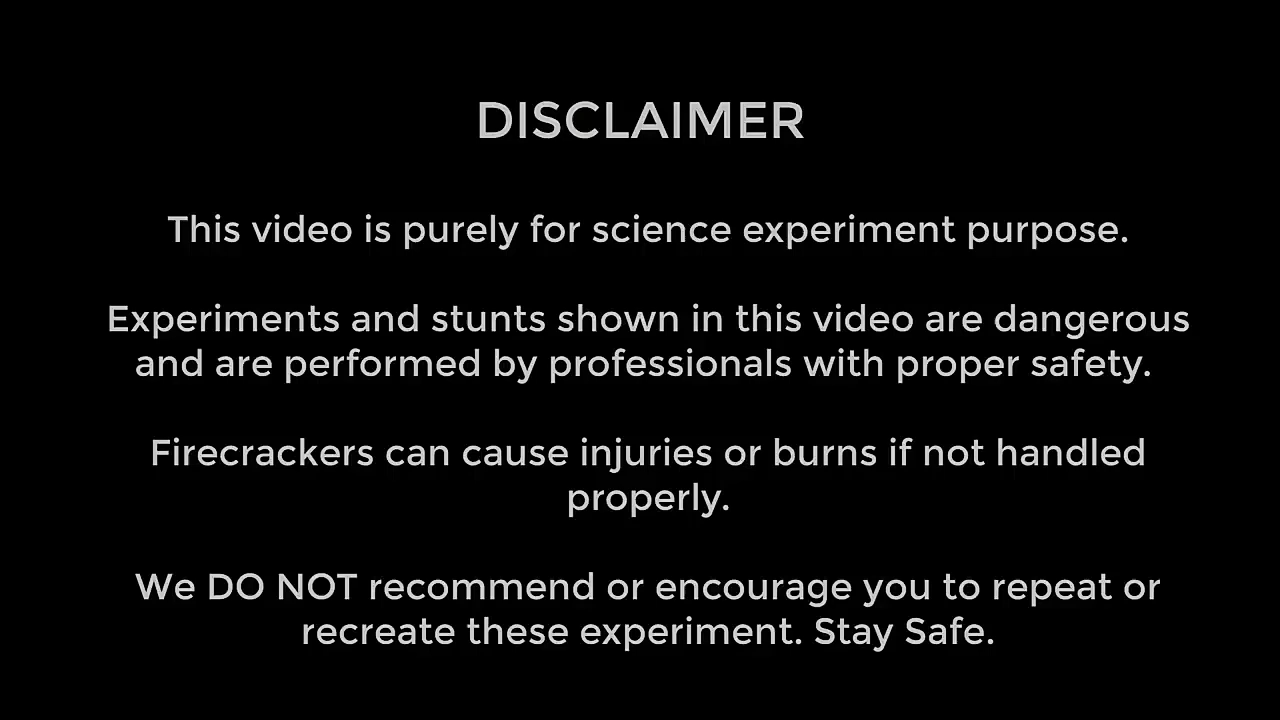 DISCLAIMER
This video is purely for science experiment purpose.
Experiments and stunts shown in this video are dangerous
and are performed by professionals with proper safety.
Firecrackers can cause injuries or burns if not handled
properly.
We DO NOT recommend or encourage you to repeat or
recreate these experiment. Stay Safe.